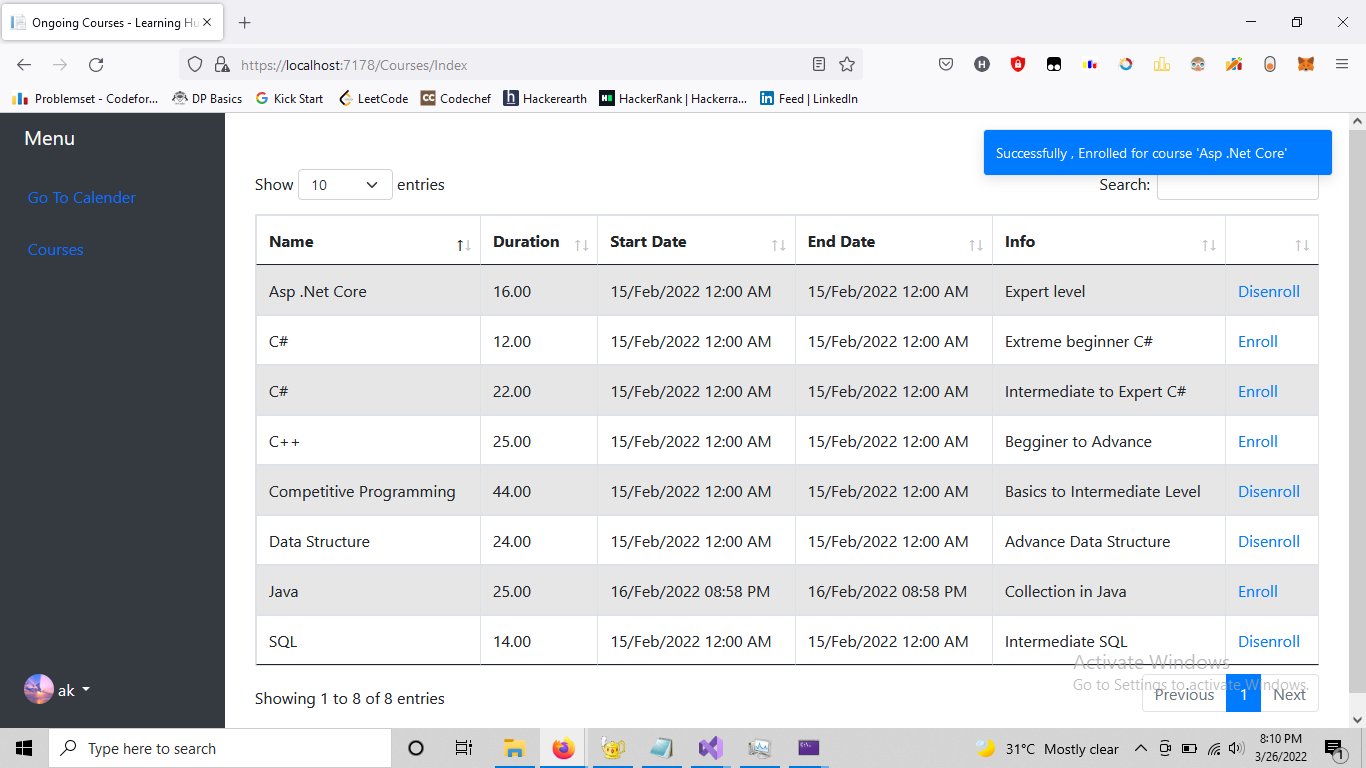 Ongoing Courses - Learning Hu
https://localhost:7178/Courses/Index
Problemset - Codefor... DP Basics Kick Start LeetCode Codechef Hackerearth HackerRank | Hackerra... Feed | LinkedIn
Menu
Go To Calender
Courses
ak
Successfully , Enrolled for course 'Asp .Net Core'
Show 10 entries Search:
Name Duration Start Date End Date Info
Asp .Net Core 16.00 15/Feb/2022 12:00 AM 15/Feb/2022 12:00 AM Expert level Disenroll
C# 12.00 15/Feb/2022 12:00 AM 15/Feb/2022 12:00 AM Extreme beginner C# Enroll
C# 22.00 15/Feb/2022 12:00 AM 15/Feb/2022 12:00 AM Intermediate to Expert C# Enroll
C++ 25.00 15/Feb/2022 12:00 AM 15/Feb/2022 12:00 AM Begginer to Advance Enroll
Competitive Programming 44.00 15/Feb/2022 12:00 AM 15/Feb/2022 12:00 AM Basics to Intermediate Level Disenroll
Data Structure 24.00 15/Feb/2022 12:00 AM 15/Feb/2022 12:00 AM Advance Data Structure Disenroll
Java 25.00 16/Feb/2022 08:58 PM 16/Feb/2022 08:58 PM Collection in Java Enroll
SQL 14.00 15/Feb/2022 12:00 AM 15/Feb/2022 12:00 AM Intermediate SQL Disenroll
Activate Windows
Go to Settings to activate Windows.
Showing 1 to 8 of 8 entries Previous 1 Next
Type here to search 31°C Mostly clear 8:10 PM
3/26/2022 1